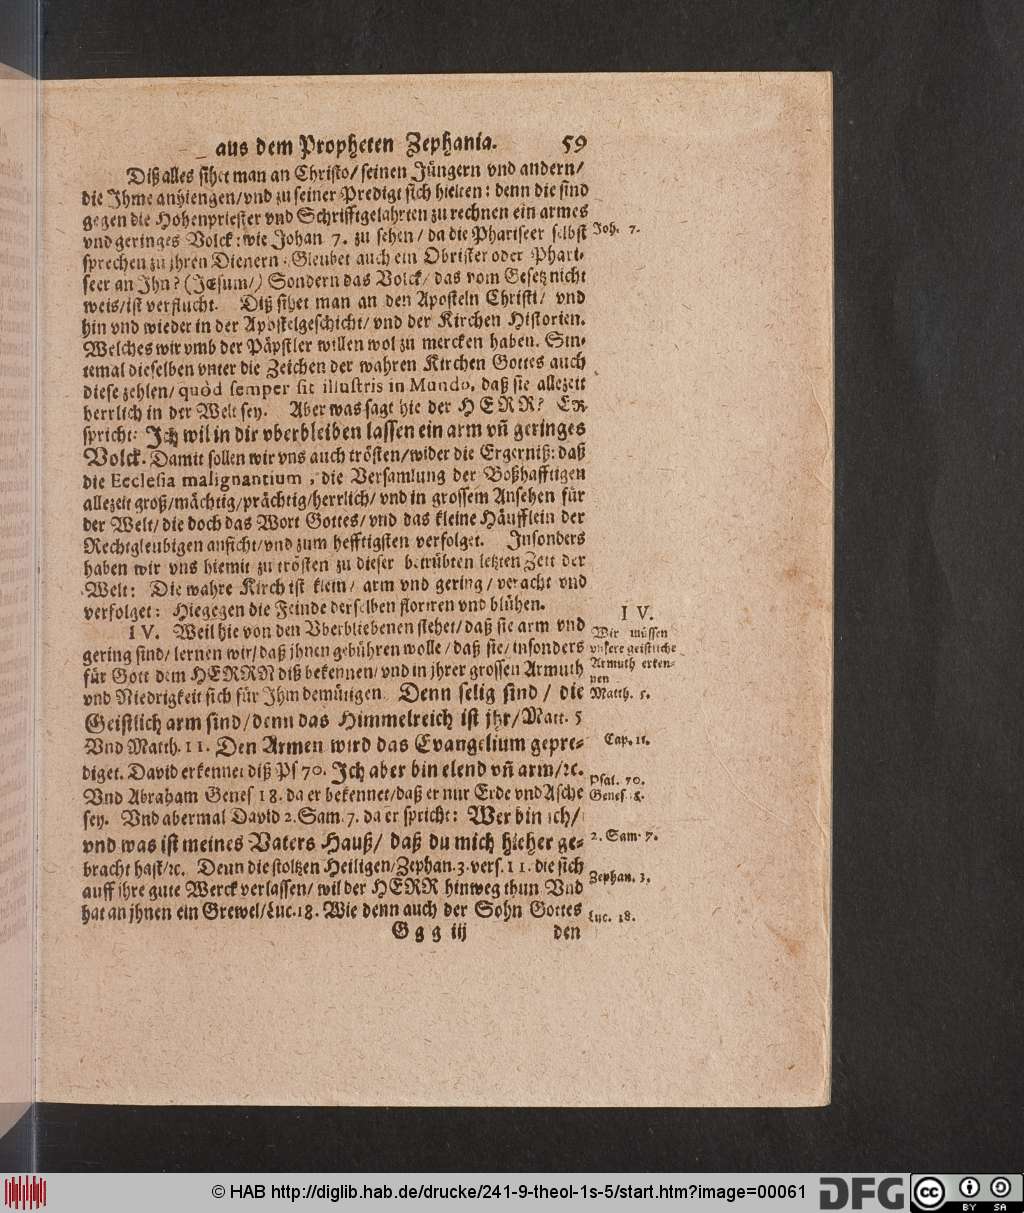 aus dem Propheten Zephania. 59
Diß alles sihet man an Christo/ seinen Jüngern vnd andern/
die Ihme anhiengen/vnd zu seiner Predigt sich hielten: denn die sind
gegen die Hohenpriester vnd Schrifftgelahrten zu rechnen ein armes
vnd geringes Volck: wie Johan 7. zu sehen/ da die Phariseer selbst
Joh. 7.
sprechen zu jhren Dienern: Gleubet auch ein Obrister oder Phari-
seer an Ihn? (Jæsum/) Sondern das Volck/ das vom Gesetz nicht
weis/ist verflucht. Diß sihet man an den Aposteln Christi/ vnd
hin vnd wieder in der Apostelgeschicht/ vnd der Kirchen Historien.
Welches wir vmb der Päpstler willen wol zu mercken haben. Sin-
temal dieselben vnter die Zeichen der wahren Kirchen Gottes auch
diese zehlen/ quòd semper sit illustris in Mundo, daß sie allezeit
herrlich in der Welt sey. Aber was sagt hie der HERR? Er
spricht: Ich wil in dir vberbleiben lassen ein arm vñ geringes
Volck. Damit sollen wir vns auch trösten/wider die Ergerniß: daß
die Ecclesia malignantium, die Versamlung der Boßhafftigen
allezeit groß/mächtig/prächtig/herrlich/ vnd in grossem Ansehen für
der Welt/ die doch das Wort Gottes/ vnd das kleine Häufflein der
Rechtgleubigen anficht/vnd zum hefftigsten verfolget. Insonders
haben wir vns hiemit zu trösten zu dieser betrübten letzten Zeit der
Welt: Die wahre Kirch ist klein/ arm vnd gering/ veracht vnd
verfolget: Hiegegen die Feinde derselben floriren vnd blühen.
IV. Weil hie von den Vberbliebenen stehet/ daß sie arm vnd
IV.
Wir müssen
vnsere geistliche
Armuth erken-
nen
gering sind/ lernen wir/ daß jhnen gebühren wolle/ daß sie/ insonders
für Gott dem HERRN diß bekennen/ vnd in jhrer grossen Armuth
vnd Niedrigkeit sich für Ihm demütigen. Denn selig sind/ die
Matth. 5.
Geistlich arm sind/denn das Himmelreich ist jhr/Matt. 5
Vnd Matth. 11. Den Armen wird das Evangelium gepre-
Cap. 11.
diget. David erkennet diß Ps 70. Ich aber bin elend vñ arm/ꝛc.
Psal. 70.
Vnd Abraham Genes 18. da er bekennet/daß er nur Erde vnd Asche
Genes. 18.
sey. Vnd abermal David 2. Sam. 7. da er spricht: Wer bin ich/
vnd was ist meines Vaters Hauß/ daß du mich hieher ge-
2. Sam. 7.
bracht hast/ꝛc. Denn die stoltzen Heiligen/Zephan. 3. vers. 11. die sich
Zephan. 3.
auff ihre gute Werck verlassen/ wil der HERR hinweg thun Vnd
hat an jhnen ein Grewel/Luc. 18. Wie denn auch der Sohn Gottes
Luc. 18.
Ggg iij den
© HAB http://diglib.hab.de/drucke/241-9-theol-1s-5/start.htm?image=00061 DFG cc BY SA